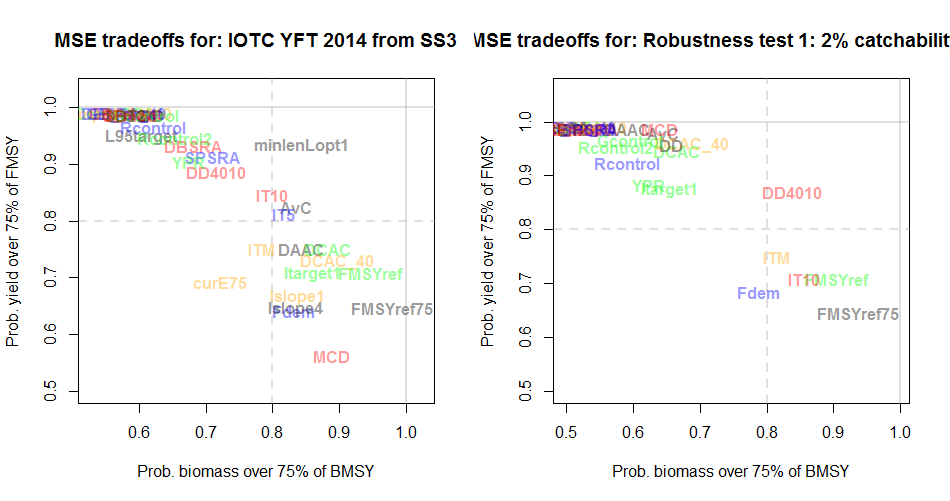 MSE tradeoffs for: IOTC YFT 2014 from SS3
MSE tradeoffs for: Robustness test 1: 2% catchabilit
Prob. yield over 75% of FMSY
1.0
0.9
0.8
0.7
0.6
0.5
Rcontrol
L95target
Rcontrol2
DBSRA
SPSRA
YPR
DD4010
minlenLopt1
IT10
AvC
IT5
ITM
DAAC
DCAC
DCAC_40
Itarget1
FMSYref
curE75
Islope1
Islope4
Fdem
FMSYref75
MCD
0.6 0.7 0.8 0.9 1.0
Prob. biomass over 75% of BMSY
Prob. yield over 75% of FMSY
1.0
0.9
0.8
0.7
0.6
0.5
SPSRA
DAAC
MCD
AvC
Gcontrol
DD
DCAC_40
Rcontrol2
DCAC
Rcontrol
YPR
Itarget1
DD4010
ITM
IT10
FMSYref
Fdem
FMSYref75
0.5 0.6 0.7 0.8 0.9 1.0
Prob. biomass over 75% of BMSY